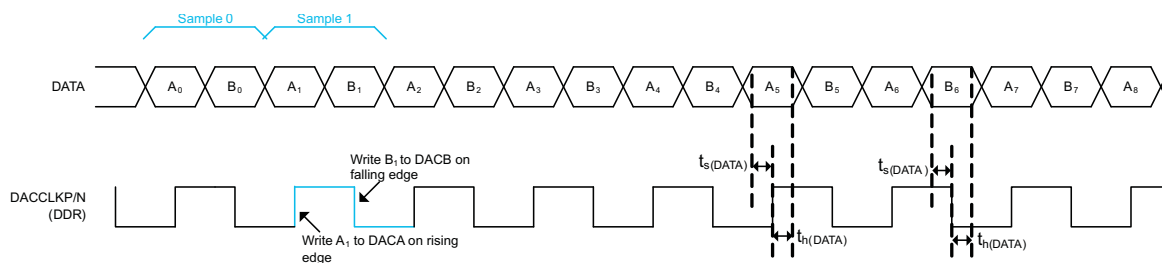 Sample 0 Sample 1
DATA A0 B0 A1 B1 A2 B2 A3 B3 A4 B4 A5 B5 A6 B6 A7 B7 A8
ts(DATA) ts(DATA)
Write B1 to DACB on
falling edge
DACCLKP/N
(DDR)
Write A1 to DACA on rising
edge
th(DATA) th(DATA)